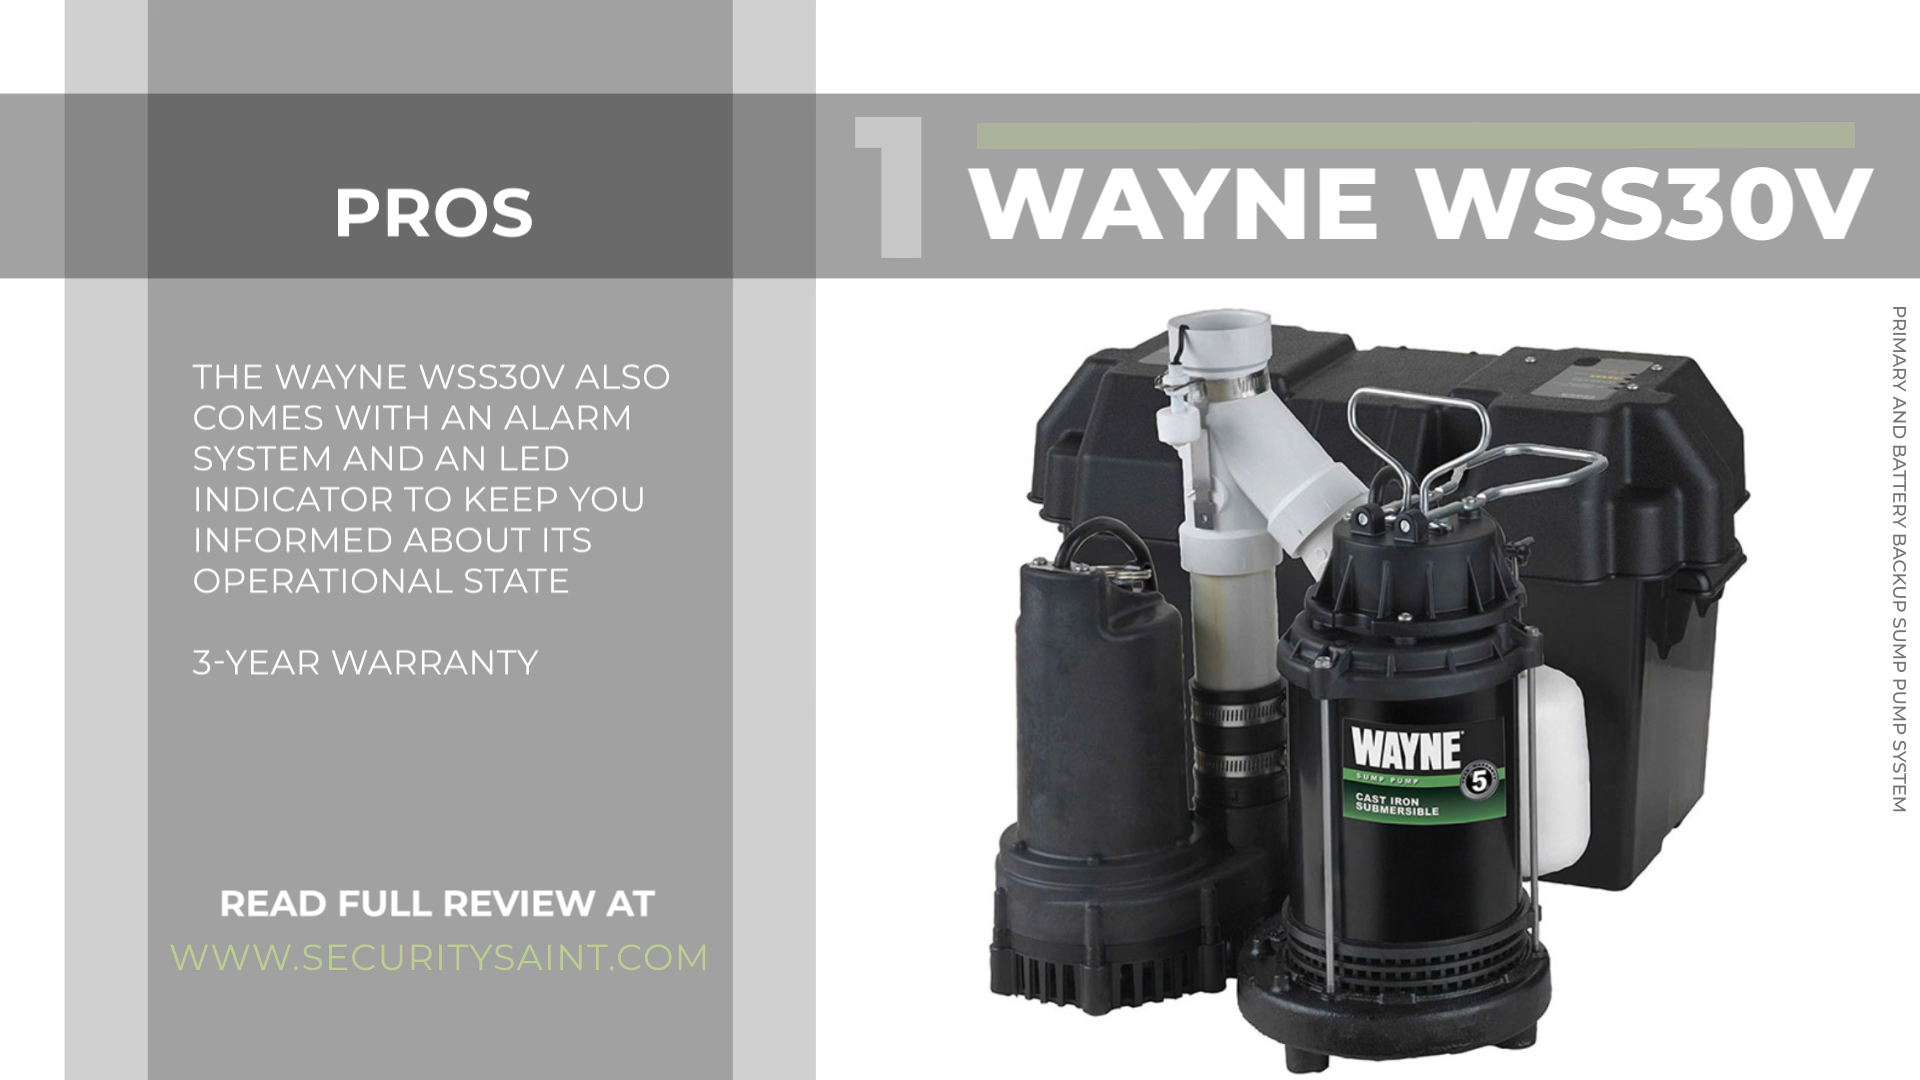 PROS
1
WAYNE WSS30V
THE WAYNE WSS30V ALSO
COMES WITH AN ALARM
SYSTEM AND AN LED
INDICATOR TO KEEP YOU
INFORMED ABOUT ITS
OPERATIONAL STATE
3-YEAR WARRANTY
READ FULL REVIEW AT
WWW.SECURITYSAINT.COM
PRIMARY AND BATTERY BACKUP SUMP PUMP SYSTEM
WAYNE
SUMP PUMP
5
CAST IRON
SUBMERSIBLE